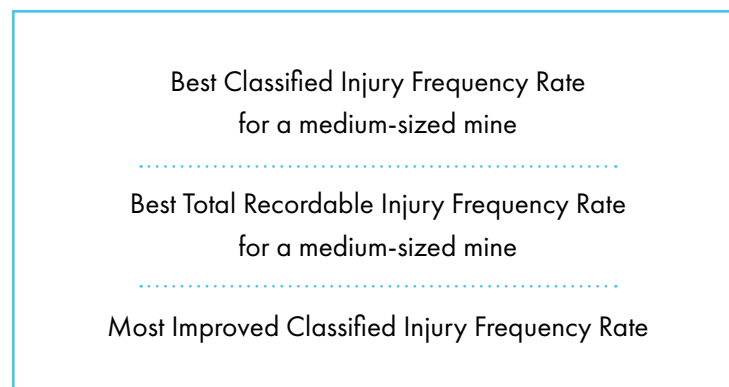 Best Classified Injury Frequency Rate
for a medium-sized mine
Best Total Recordable Injury Frequency Rate
for a medium-sized mine
Most Improved Classified Injury Frequency Rate